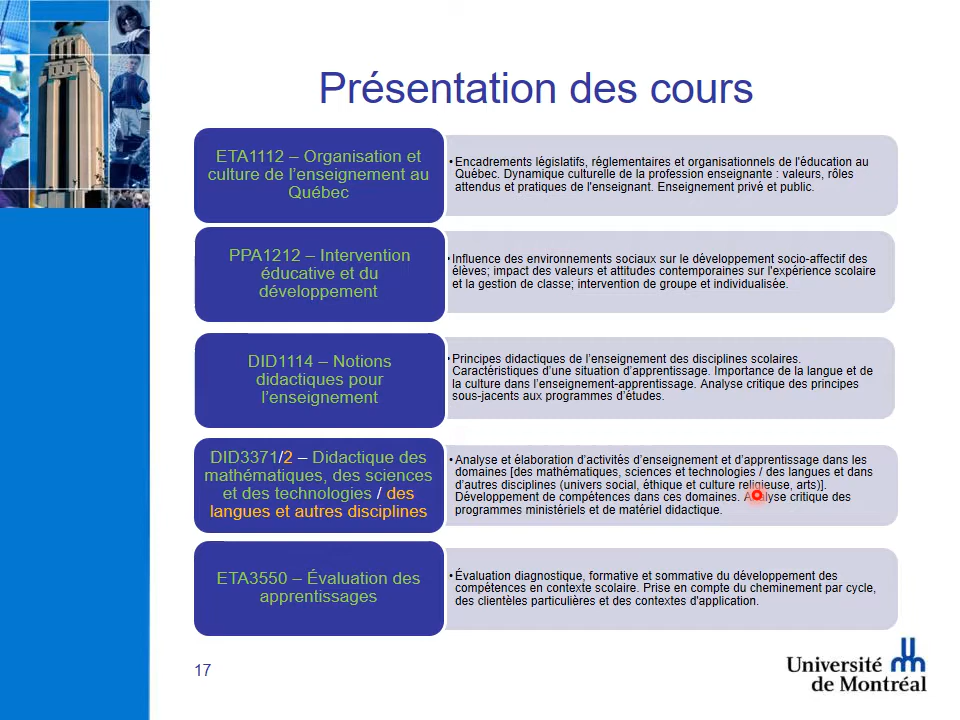 Présentation des cours
ETA1112 – Organisation et
culture de l’enseignement au
Québec
•Encadrements législatifs, réglementaires et organisationnels de l'éducation au
Québec. Dynamique culturelle de la profession enseignante : valeurs, rôles
attendus et pratiques de l'enseignant. Enseignement privé et public.
PPA1212 – Intervention
éducative et du
développement
•Influence des environnements sociaux sur le développement socio-affectif des
élèves; impact des valeurs et attitudes contemporaines sur l'expérience scolaire
et la gestion de classe; intervention de groupe et individualisée.
DID1114 – Notions
didactiques pour
l’enseignement
•Principes didactiques de l’enseignement des disciplines scolaires.
Caractéristiques d’une situation d’apprentissage. Importance de la langue et de
la culture dans l’enseignement-apprentissage. Analyse critique des principes
sous-jacents aux programmes d’études.
DID3371/2 – Didactique des
mathématiques, des sciences
et des technologies / des
langues et autres disciplines
•Analyse et élaboration d’activités d’enseignement et d’apprentissage dans les
domaines [des mathématiques, sciences et technologies / des langues et dans
d’autres disciplines (univers social, éthique et culture religieuse, arts)].
Développement de compétences dans ces domaines. Analyse critique des
programmes ministériels et de matériel didactique.
ETA3550 – Évaluation des
apprentissages
•Évaluation diagnostique, formative et sommative du développement des
compétences en contexte scolaire. Prise en compte du cheminement par cycle,
des clientèles particulières et des contextes d'application.
17
Université
de Montréal